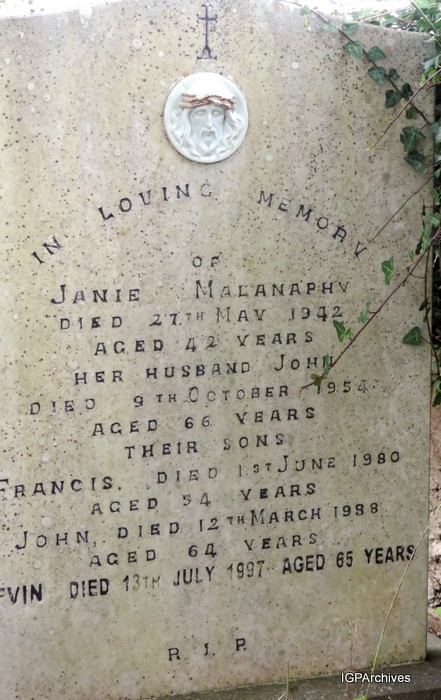 IN LOVING MEMORY
OF
JANIE MALANAPHY
DIED 27TH MAY 1942
AGED 42 YEARS
HER HUSBAND JOHN
DIED 9TH OCTOBER 1954
AGED 66 YEARS
THEIR SONS
FRANCIS, DIED 1ST JUNE 1980
AGED 54 YEARS
JOHN, DIED 12TH MARCH 1988
AGED 64 YEARS
EVIN DIED 13TH JULY 1997 AGED 65 YEARS
R.I.P.
IGPArchives